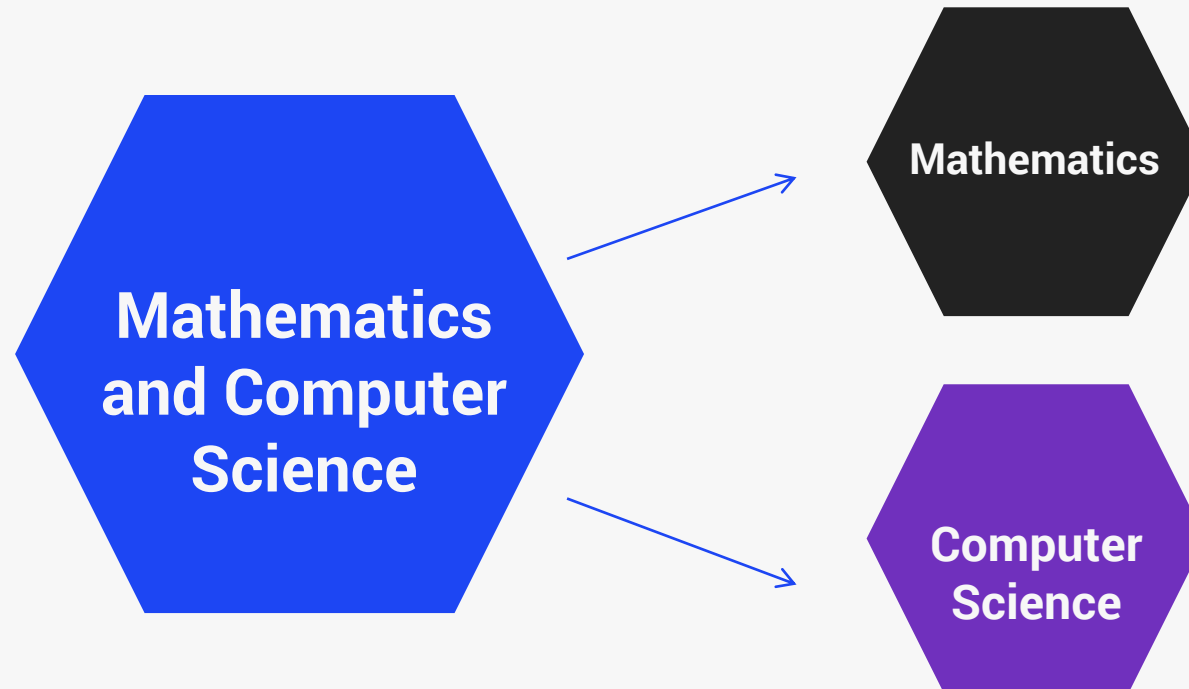 Mathematics
and Computer
Science
Mathematics
Computer
Science